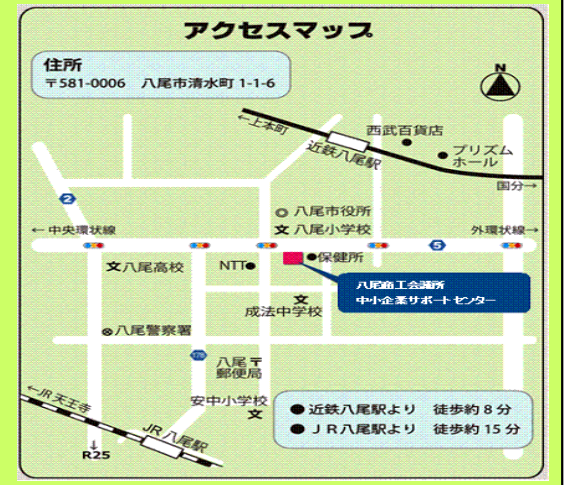 アクセスマップ
住所
〒581-0006 八尾市清水町 1-1-6
N
←上本町
西武百貨店
近鉄八尾駅
プリズム
ホール
国分→
2
八尾市役所
← 中央環状線
八尾小学校
5
外環状線→
八尾高校
NTT
保健所
八尾商工会議所
中小企業サポートセンター
成法中学校
八尾警察署
178
八尾〒
郵便局
←JR天王寺
安中小学校
JR八尾駅
R25
●近鉄八尾駅より 徒歩約 8 分
●ＪＲ八尾駅より 徒歩約 15 分